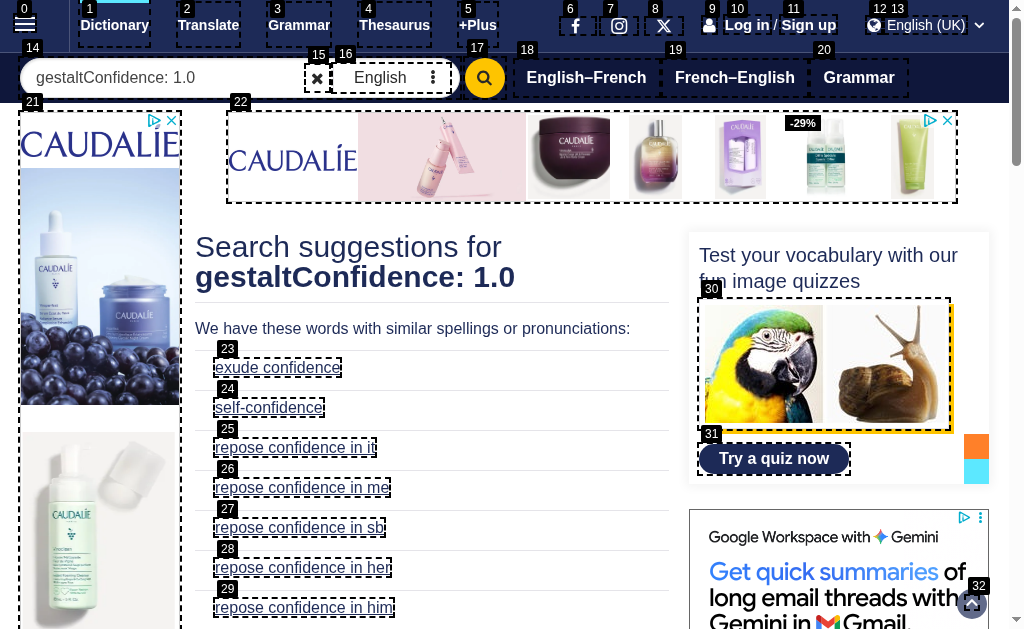 0 1 2 3 4 5 6 7 8 9 10 11 12 13
Dictionary Translate Grammar Thesaurus +Plus Log in / Sign up English (UK)
14 15 16 17 18 19 20
gestaltConfidence: 1.0 English English–French French–English Grammar
21 22
CAUDALÍE
CAUDALÍE
-29%
Search suggestions for
gestaltConfidence: 1.0
We have these words with similar spellings or pronunciations:
23
exude confidence
24
self-confidence
25
repose confidence in it
26
repose confidence in me
27
repose confidence in sb
28
repose confidence in her
29
repose confidence in him
CAUDALÍE
CAUDALÍE
CAUDALÍE
Test your vocabulary with our
fun image quizzes
30
31
Try a quiz now
Google Workspace with Gemini
Get quick summaries of
long email threads with
Gemini in Gmail
32